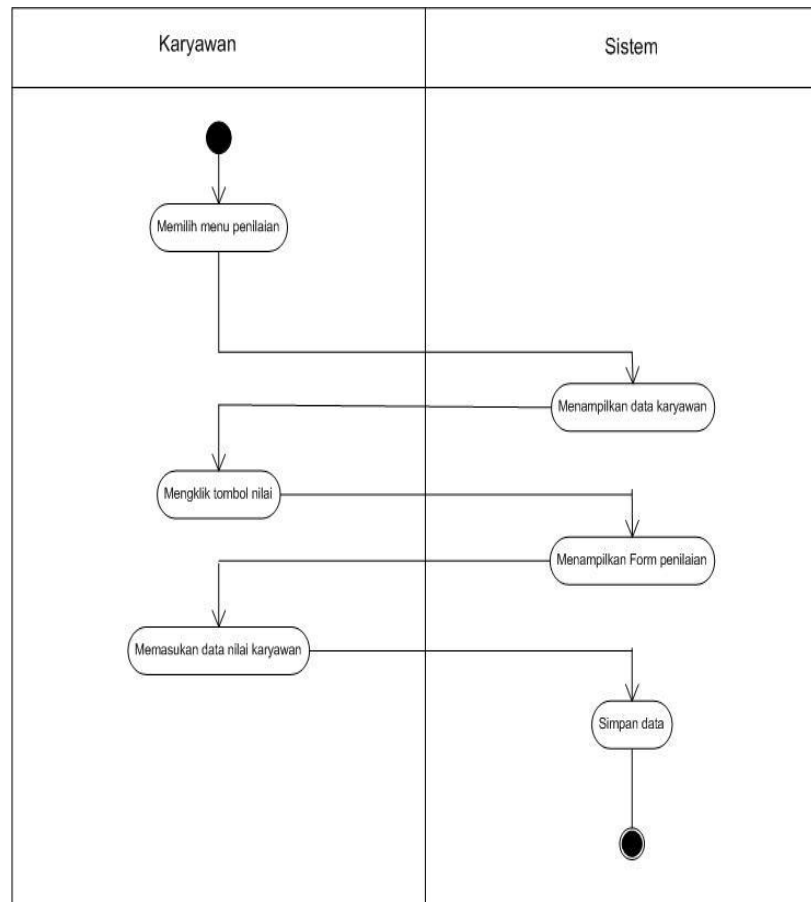 Karyawan
Sistem
Memilih menu penilaian
Menampilkan data karyawan
Mengklik tombol nilai
Menampilkan Form penilaian
Memasukan data nilai karyawan
Simpan data